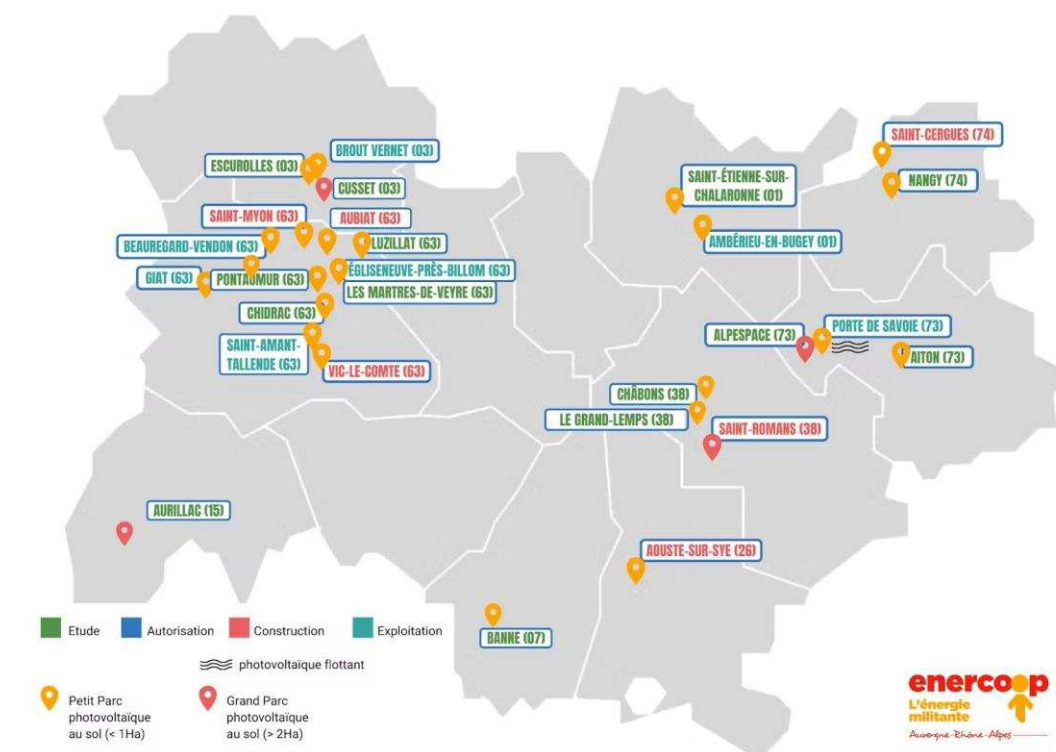 BROUT VERNET (03)
ESCUROLLES (03)
CUSSET (03)
SAINT-MYON (63)
AUBIAT (63)
BEAUREGARD-VENDON (63)
LUZILLAT (63)
GIAT (63)
PONTAUMUR (63)
ÉGLISENEUVE-PRÈS-BILLOM (63)
LES MARTRES-DE-VEYRE (63)
CHIDRAC (63)
SAINT-AMANT-
TALLENDE (63)
VIC-LE-COMTE (63)
SAINT-CERGUES (74)
NANGY (74)
SAINT-ÉTIENNE-SUR-
CHALARONNE (01)
AMBÉRIEU-EN-BUGEY (01)
ALPESPACE (73)
PORTE DE SAVOIE (73)
AITON (73)
CHÂBONS (38)
LE GRAND-LEMPS (38)
SAINT-ROMANS (38)
AURILLAC (15)
AOUSTE-SUR-SYE (26)
BANNE (07)
Etude
Autorisation
Construction
Exploitation
photovoltaïque flottant
Petit Parc
photovoltaïque
au sol (< 1Ha)
Grand Parc
photovoltaïque
au sol (> 2Ha)
enercoop
L'énergie
militante
Auvergne-Rhône-Alpes